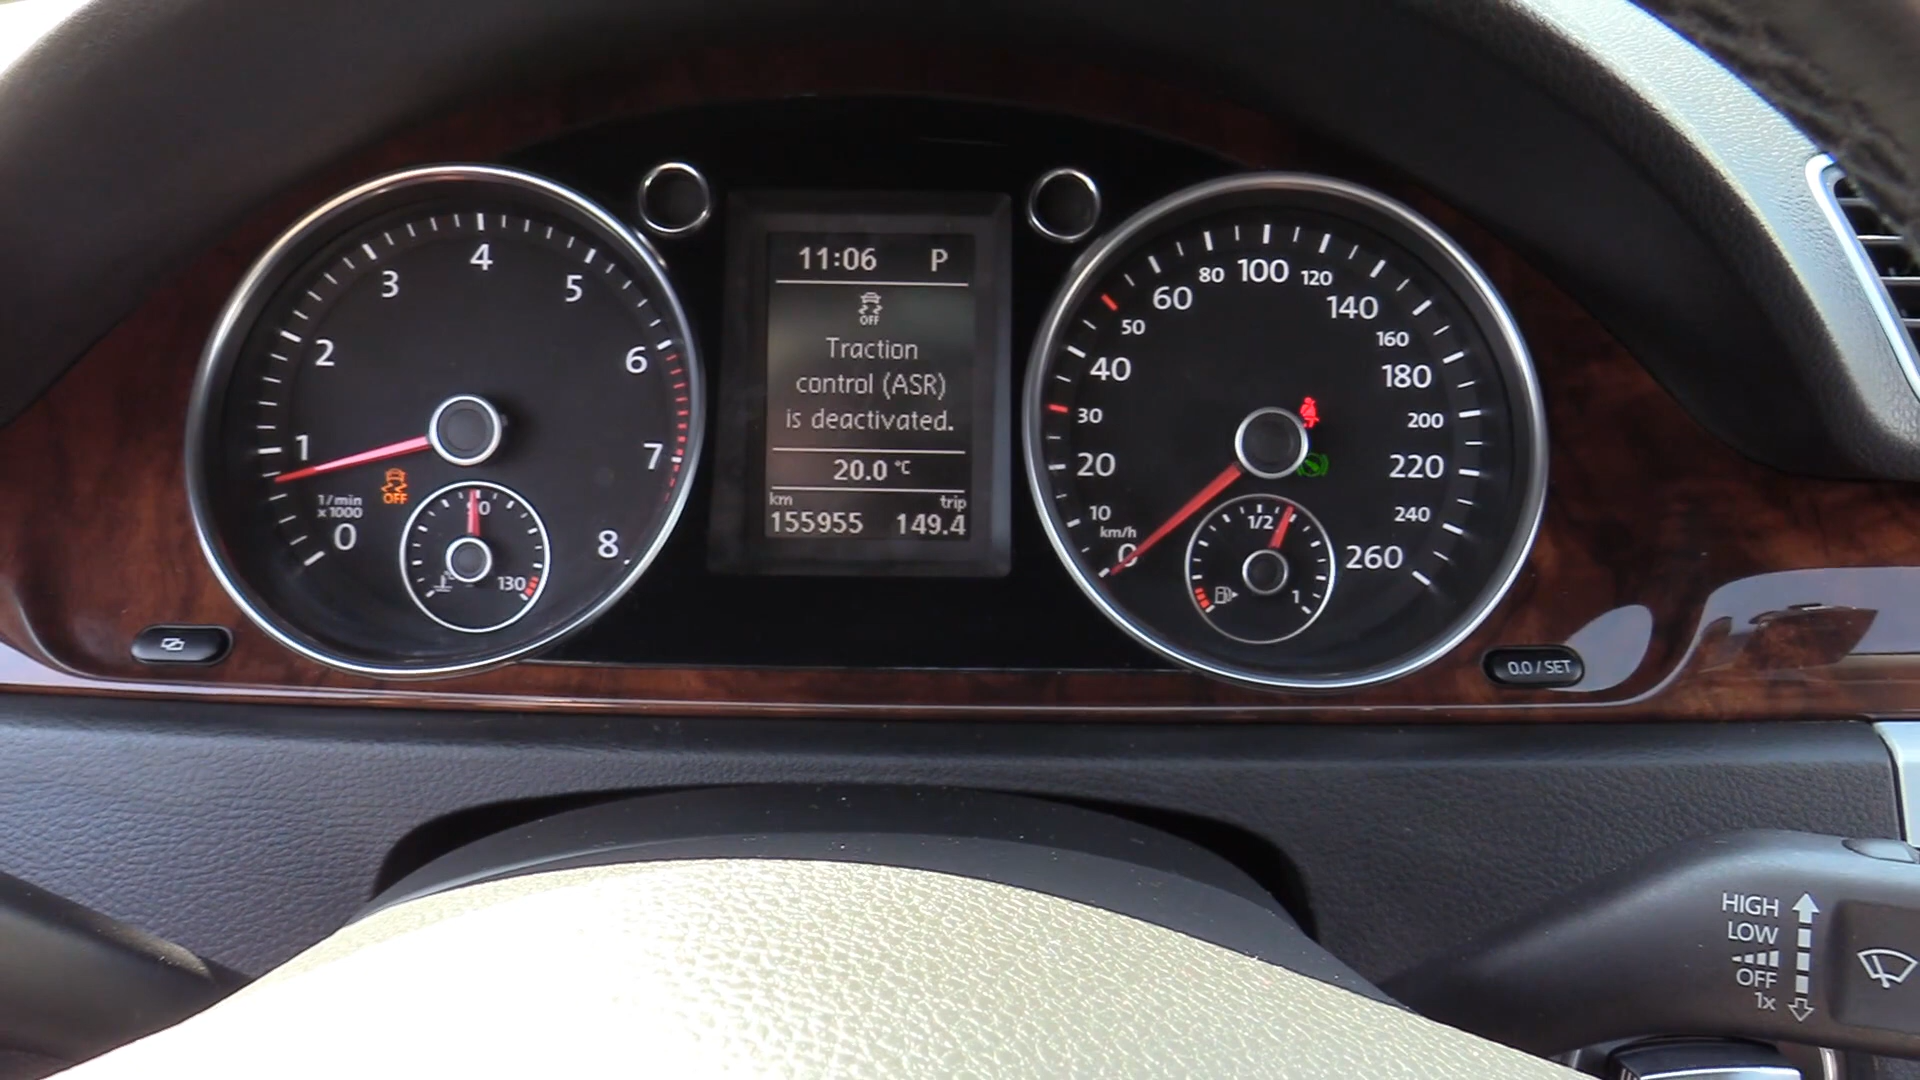 4
3
5
2
6
1
7
1/min
x1000
0
8
OFF
90
°C
130
11:06 P
OFF
Traction
control (ASR)
is deactivated.
20.0 °C
km trip
155955 149.4
80 100 120
60 140
50 160
40 180
30 200
20 220
10 240
km/h
0 260
1/2
1
0.0 / SET
HIGH
LOW
OFF
1x